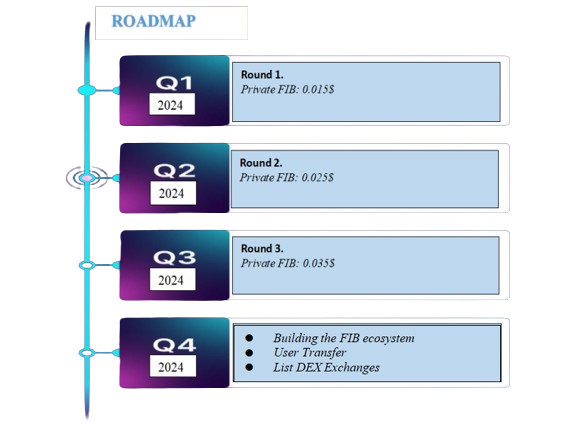 ROADMAP
Q1
2024
Round 1.
Private FIB: 0.015$
Q2
2024
Round 2.
Private FIB: 0.025$
Q3
2024
Round 3.
Private FIB: 0.035$
Q4
2024
● Building the FIB ecosystem
● User Transfer
● List DEX Exchanges